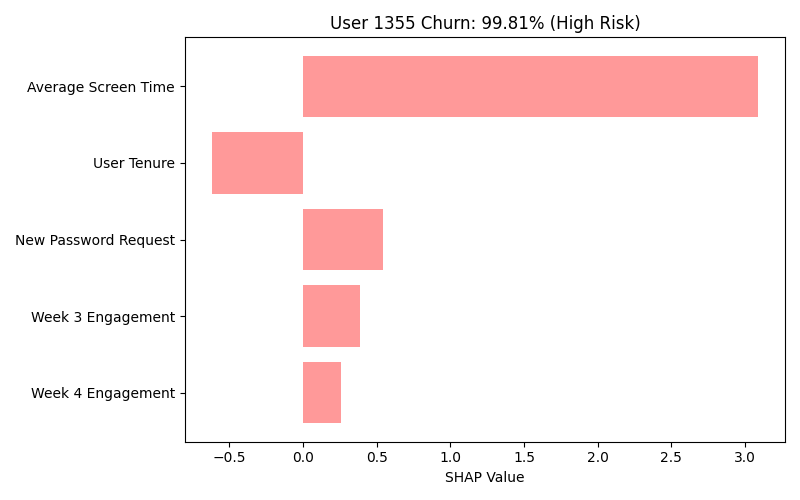 User 1355 Churn: 99.81% (High Risk)
Average Screen Time
User Tenure
New Password Request
Week 3 Engagement
Week 4 Engagement
−0.5 0.0 0.5 1.0 1.5 2.0 2.5 3.0
SHAP Value